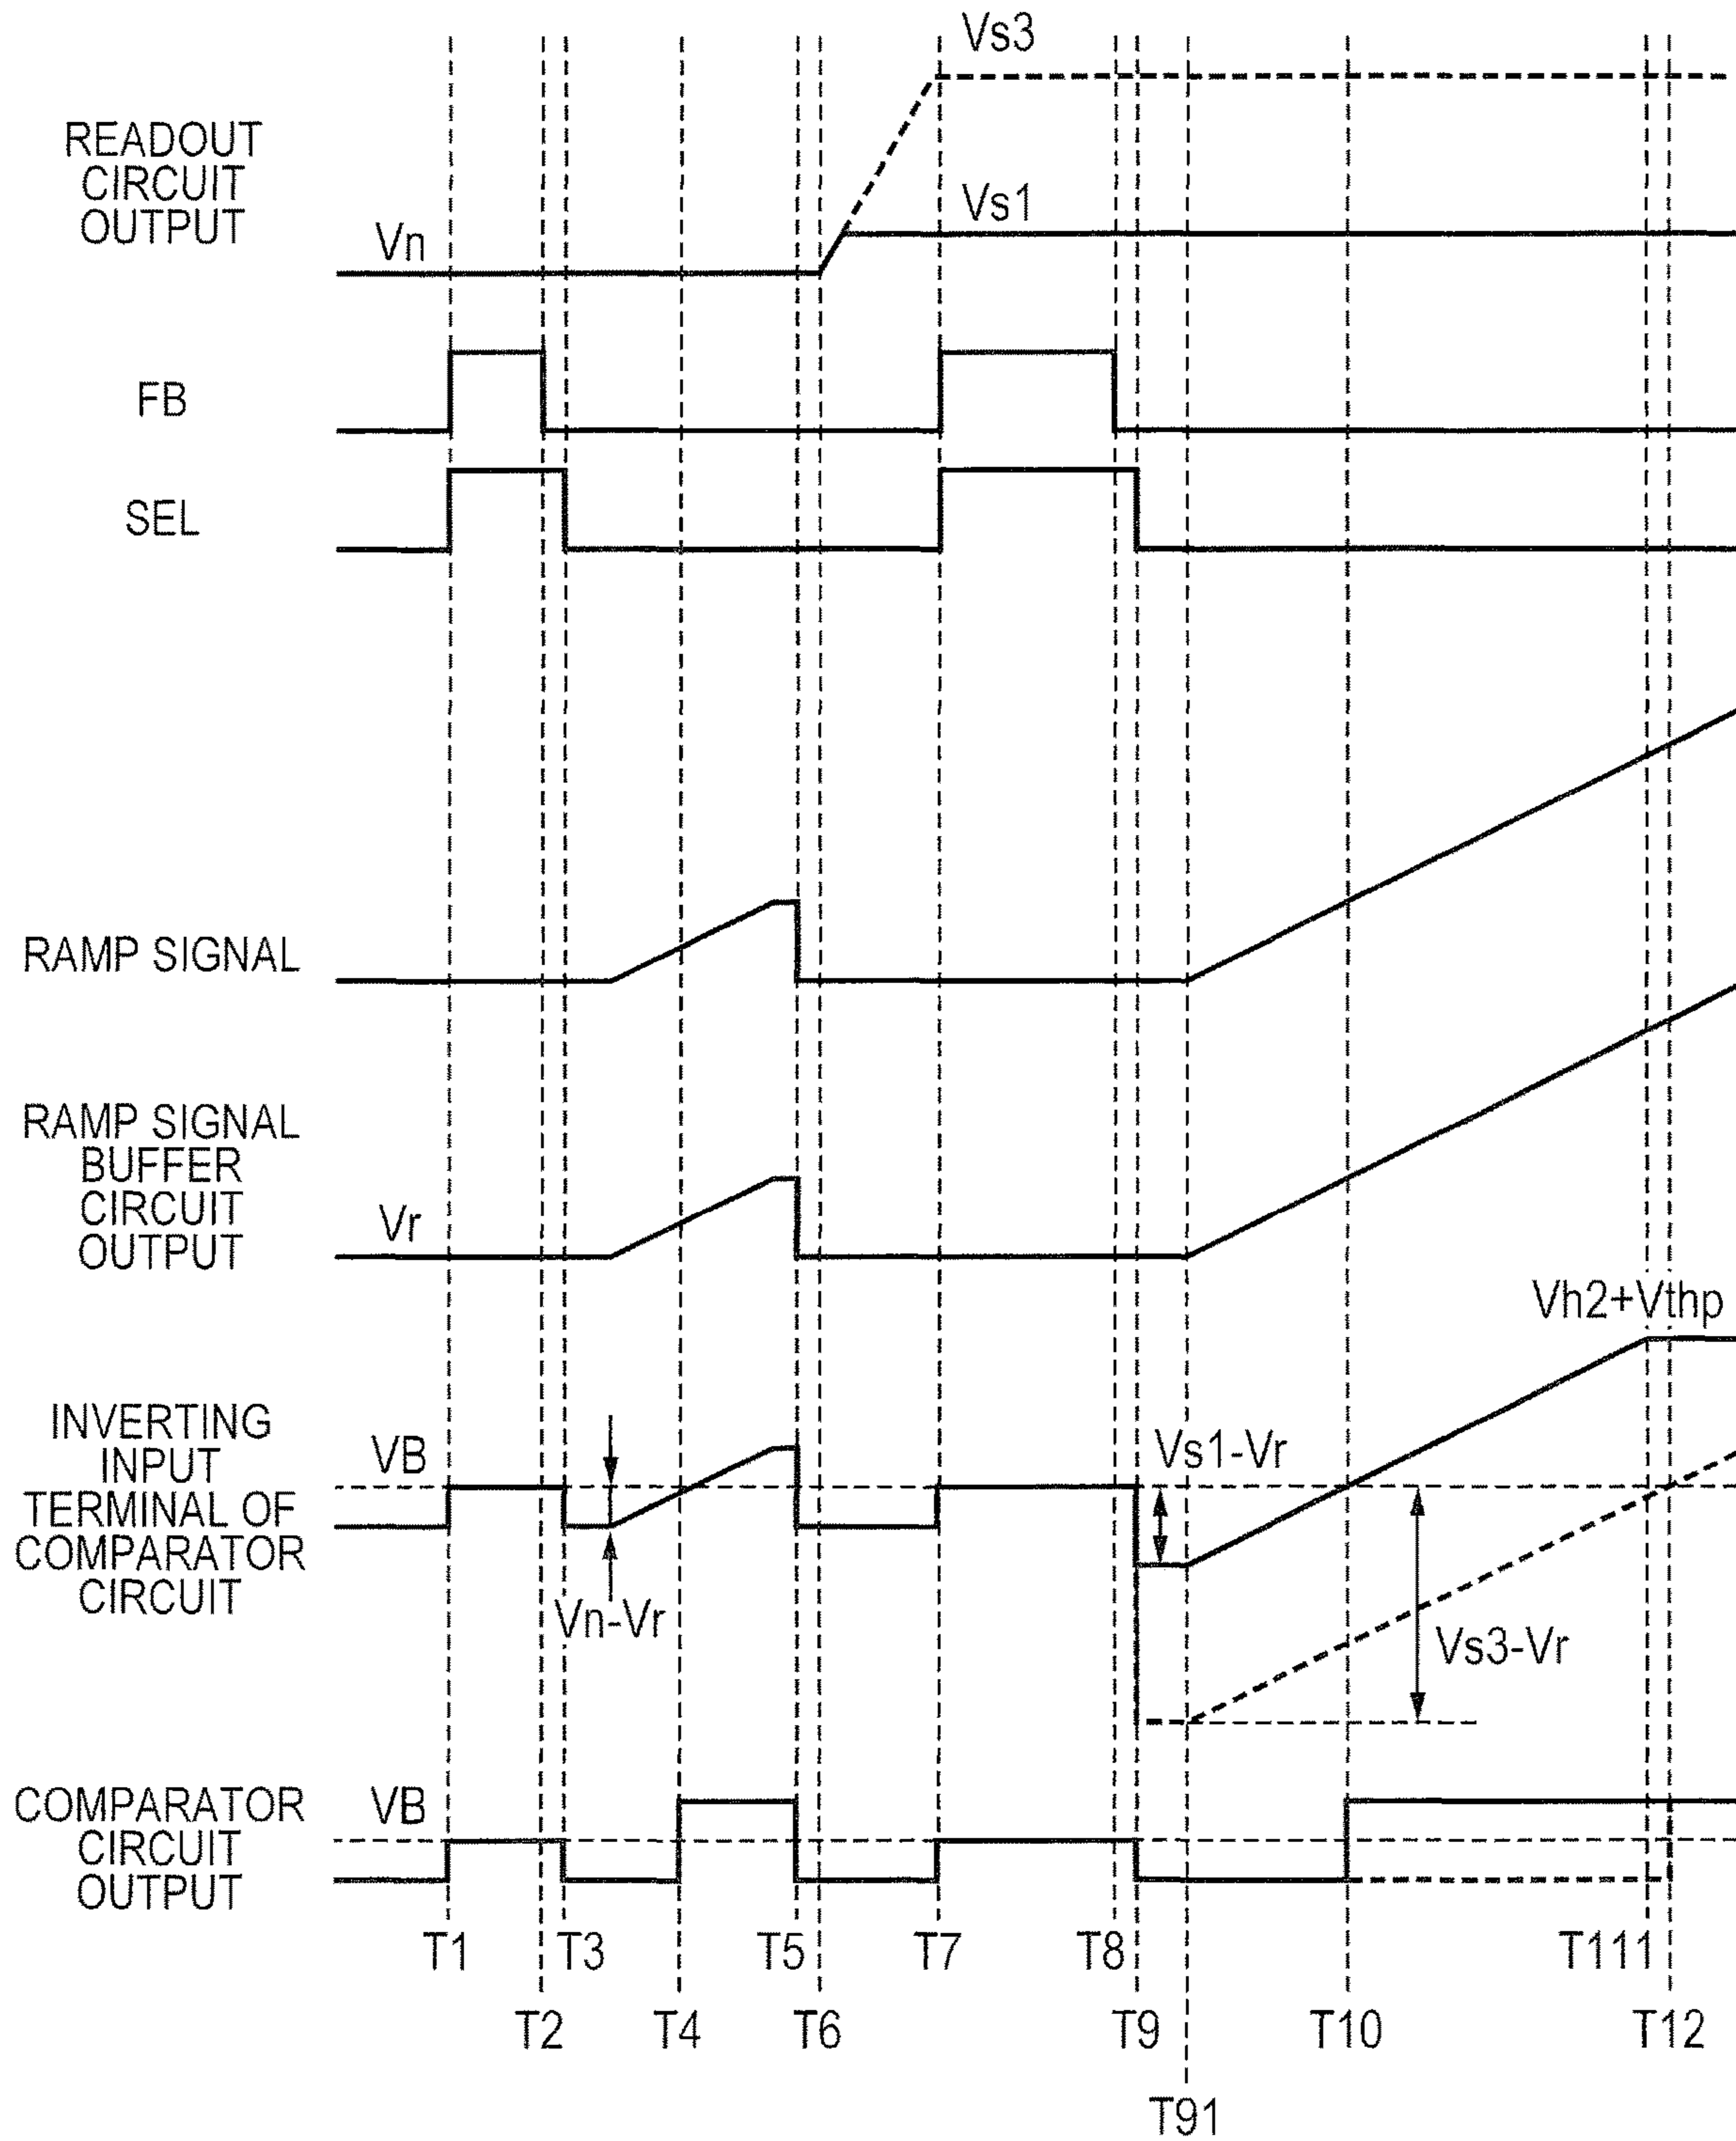 Vs3
READOUT
CIRCUIT
OUTPUT
Vn
Vs1
FB
SEL
RAMP SIGNAL
RAMP SIGNAL
BUFFER
CIRCUIT
OUTPUT
Vr
Vh2+Vthp
INVERTING
INPUT
TERMINAL OF
COMPARATOR
CIRCUIT
VB
Vs1-Vr
Vn-Vr
Vs3-Vr
COMPARATOR
CIRCUIT
OUTPUT
VB
T1
T3
T5
T7
T8
T111
T2
T4
T6
T9
T10
T12
T91